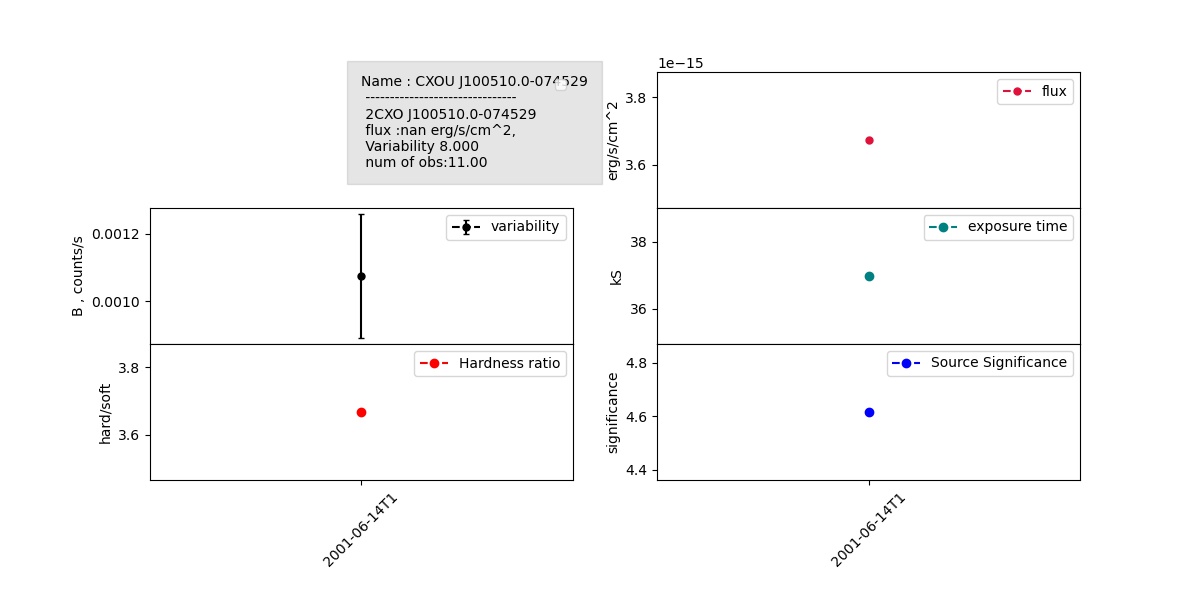 Name : CXOU J100510.0-074529
--------------------------------
2CXO J100510.0-074529
flux :nan erg/s/cm^2,
Variability 8.000
num of obs:11.00
1e−15
erg/s/cm^2
3.8
3.6
flux
B , counts/s
0.0012
0.0010
variability
kS
38
36
exposure time
hard/soft
3.8
3.6
Hardness ratio
significance
4.8
4.6
4.4
Source Significance
2001-06-14T1
2001-06-14T1